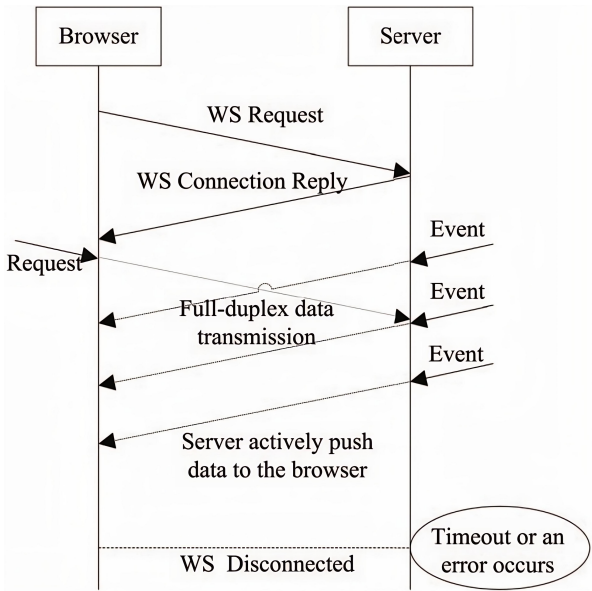 Browser
Server
WS Request
WS Connection Reply
Event
Request
Event
Full-duplex data
transmission
Event
Server actively push
data to the browser
Timeout or an
error occurs
WS Disconnected